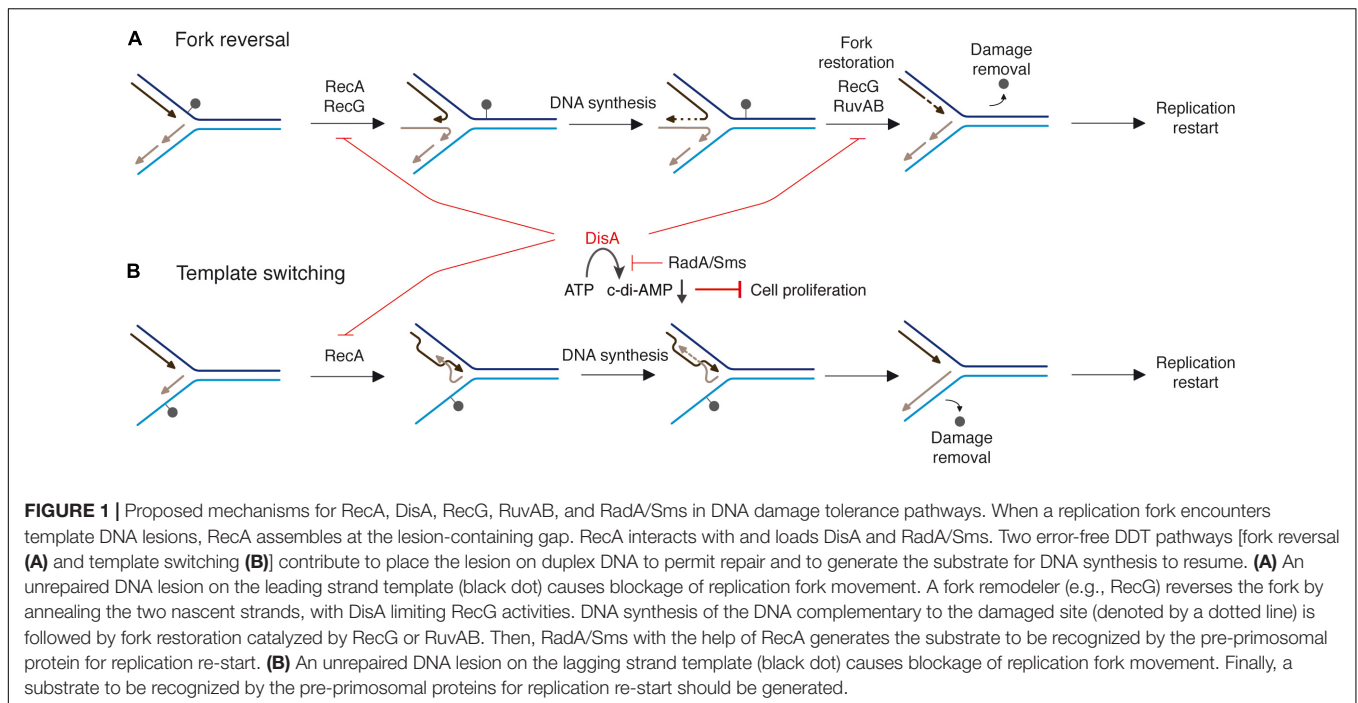 A Fork reversal
RecA
RecG
DNA synthesis
Fork
restoration
RecG
RuvAB
Damage
removal
Replication
restart
DisA
RadA/Sms
ATP c-di-AMP
Cell proliferation
B Template switching
RecA
DNA synthesis
Damage
removal
Replication
restart
FIGURE 1 | Proposed mechanisms for RecA, DisA, RecG, RuvAB, and RadA/Sms in DNA damage tolerance pathways. When a replication fork encounters
template DNA lesions, RecA assembles at the lesion-containing gap. RecA interacts with and loads DisA and RadA/Sms. Two error-free DDT pathways [fork reversal
(A) and template switching (B)] contribute to place the lesion on duplex DNA to permit repair and to generate the substrate for DNA synthesis to resume. (A) An
unrepaired DNA lesion on the leading strand template (black dot) causes blockage of replication fork movement. A fork remodeler (e.g., RecG) reverses the fork by
annealing the two nascent strands, with DisA limiting RecG activities. DNA synthesis of the DNA complementary to the damaged site (denoted by a dotted line) is
followed by fork restoration catalyzed by RecG or RuvAB. Then, RadA/Sms with the help of RecA generates the substrate to be recognized by the pre-primosomal
protein for replication re-start. (B) An unrepaired DNA lesion on the lagging strand template (black dot) causes blockage of replication fork movement. Finally, a
substrate to be recognized by the pre-primosomal proteins for replication re-start should be generated.